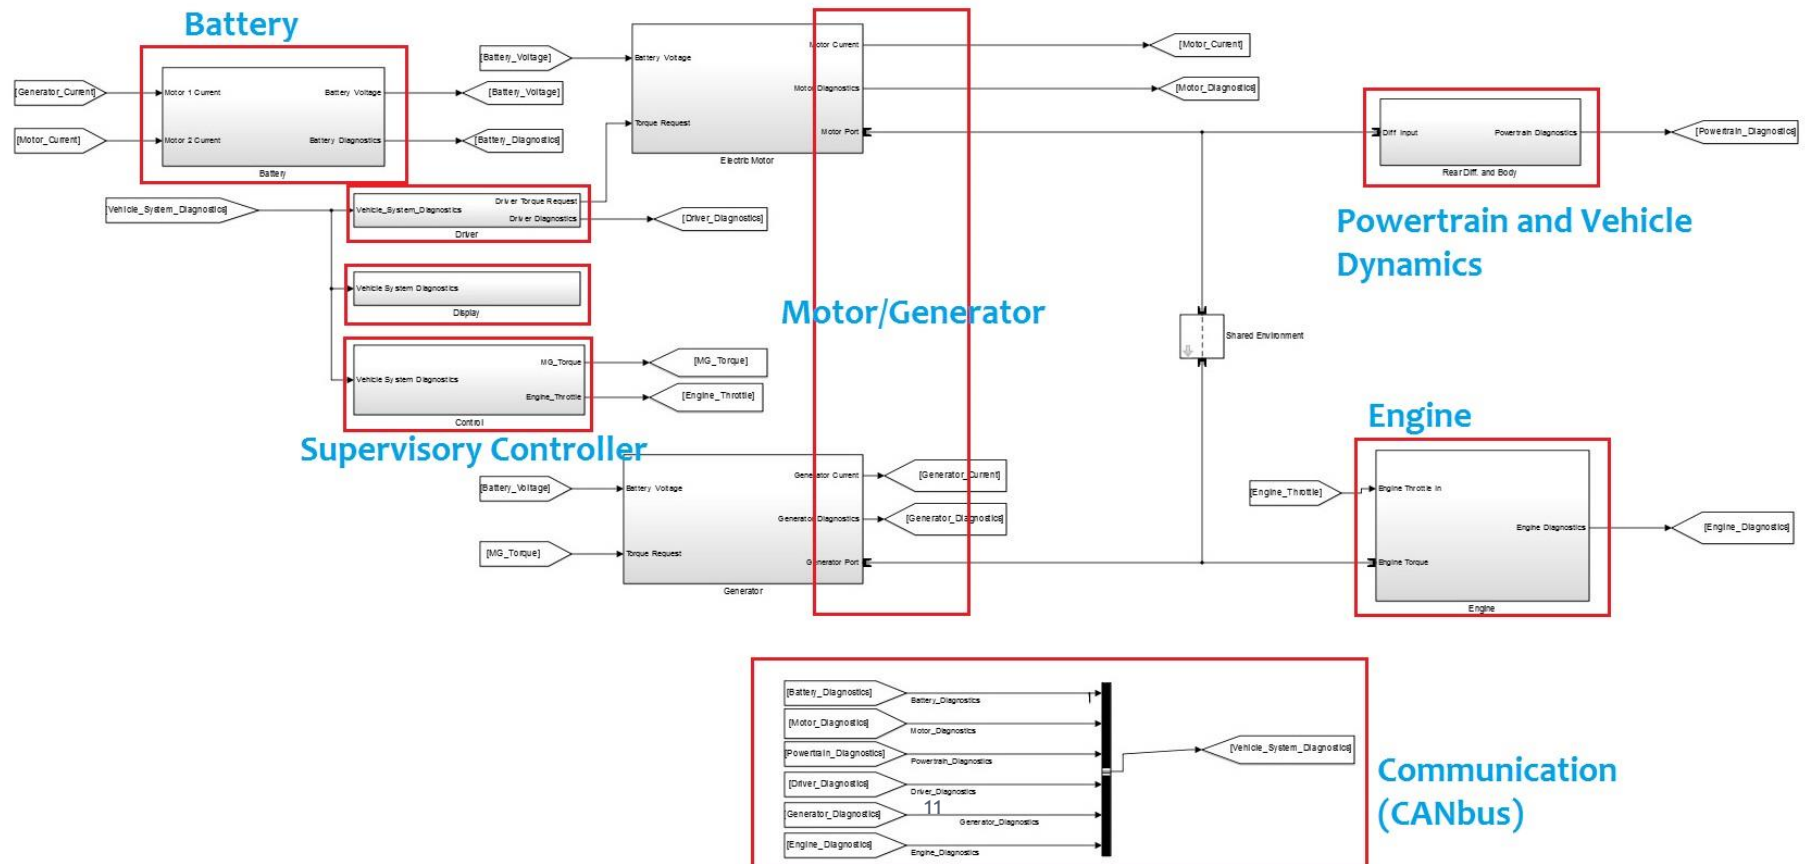 Battery
[Generator_Current]
Motor 1 Current
Battery Voltage
[Battery_Voltage]
[Motor_Current]
Motor 2 Current
Battery Diagnostics
[Battery_Diagnostics]
Battery
[Battery_Voltage]
Battery Voltage
Motor Current
[Motor_Current]
Motor Diagnostics
[Motor_Diagnostics]
Torque Request
Motor Port
Electric Motor
Diff Input
Powertrain Diagnostics
[Powertrain_Diagnostics]
Rear Diff. and Body
Powertrain and Vehicle
Dynamics
[Vehicle_System_Diagnostics]
Vehicle_System_Diagnostics
Driver Torque Request
Driver Diagnostics
[Driver_Diagnostics]
Driver
Vehicle System Diagnostics
Display
Motor/Generator
Shared Environment
Vehicle System Diagnostics
MG_Torque
[MG_Torque]
Engine_Throttle
[Engine_Throttle]
Control
Supervisory Controller
[Battery_Voltage]
Battery Voltage
Generator Current
[Generator_Current]
Generator Diagnostics
[Generator_Diagnostics]
[MG_Torque]
Torque Request
Generator Port
Generator
Engine
[Engine_Throttle]
Engine Throttle In
Engine Diagnostics
[Engine_Diagnostics]
Engine Torque
Engine
[Battery_Diagnostics]
Battery_Diagnostics
[Motor_Diagnostics]
Motor_Diagnostics
[Powertrain_Diagnostics]
Powertrain_Diagnostics
[Driver_Diagnostics]
Driver_Diagnostics
[Generator_Diagnostics]
11
Generator_Diagnostics
[Engine_Diagnostics]
Engine_Diagnostics
[Vehicle_System_Diagnostics]
Communication
(CANbus)